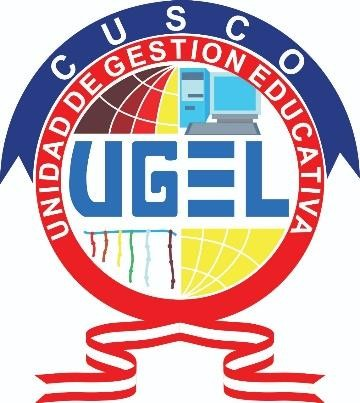 CUSCO
UNIDAD DE GESTION EDUCATIVA
UGEL